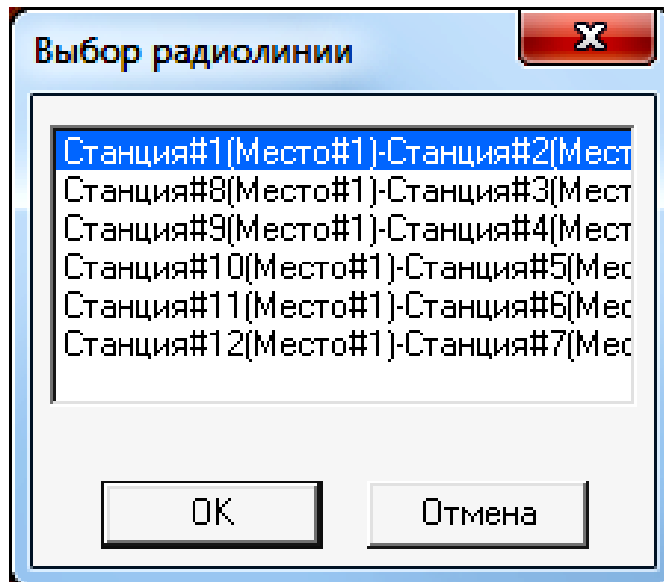 Выбор радиолинии
Станция#1(Место#1)-Станция#2(Мест
Станция#8(Место#1)-Станция#3(Мест
Станция#9(Место#1)-Станция#4(Мест
Станция#10(Место#1)-Станция#5(Мес
Станция#11(Место#1)-Станция#6(Мес
Станция#12(Место#1)-Станция#7(Мес
OK
Отмена